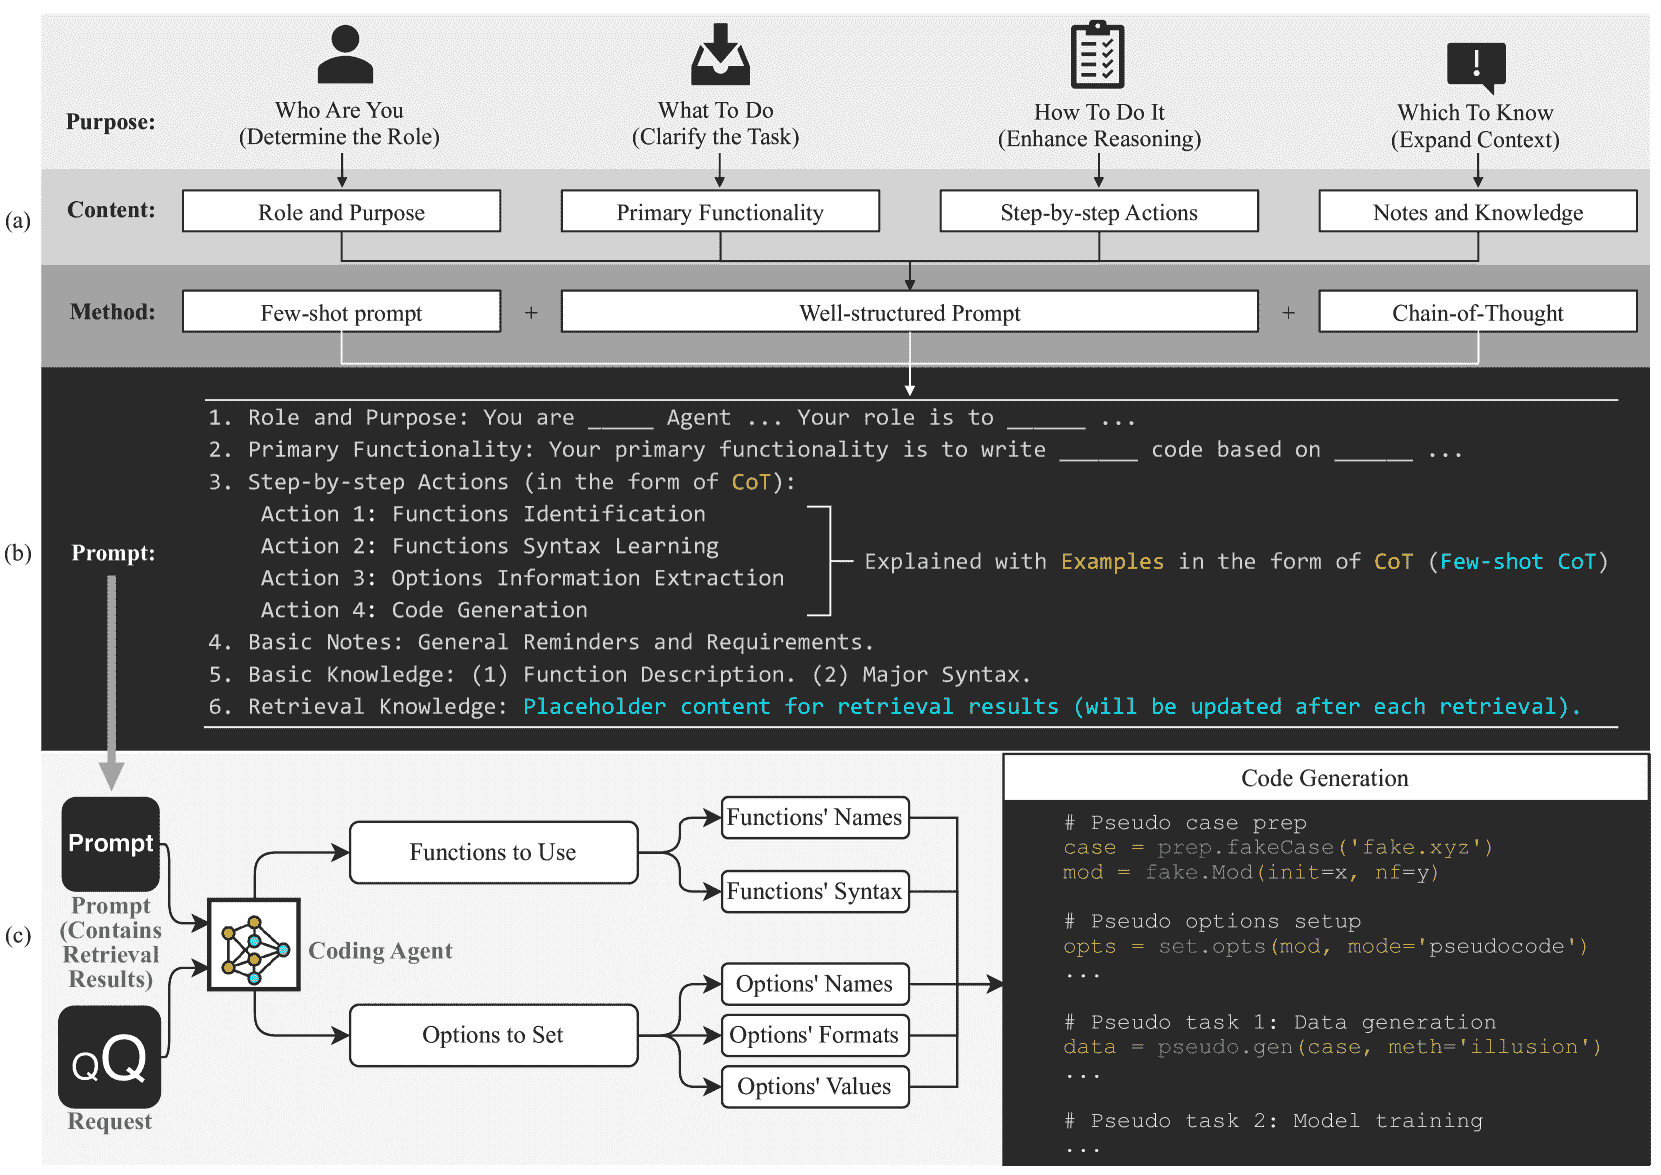 Purpose:
Who Are You
(Determine the Role)
What To Do
(Clarify the Task)
How To Do It
(Enhance Reasoning)
Which To Know
(Expand Context)
(a)
Content:
Role and Purpose
Primary Functionality
Step-by-step Actions
Notes and Knowledge
Method:
Few-shot prompt
+
Well-structured Prompt
+
Chain-of-Thought
(b)
Prompt:
1. Role and Purpose: You are _____ Agent ... Your role is to ______ ...
2. Primary Functionality: Your primary functionality is to write ______ code based on ______ ...
3. Step-by-step Actions (in the form of CoT):
Action 1: Functions Identification
Action 2: Functions Syntax Learning
Action 3: Options Information Extraction
Action 4: Code Generation
Explained with Examples in the form of CoT (Few-shot CoT)
4. Basic Notes: General Reminders and Requirements.
5. Basic Knowledge: (1) Function Description. (2) Major Syntax.
6. Retrieval Knowledge: Placeholder content for retrieval results (will be updated after each retrieval).
(c)
Prompt
Prompt
(Contains
Retrieval
Results)
QQ
Request
Coding Agent
Functions to Use
Options to Set
Functions' Names
Functions' Syntax
Options' Names
Options' Formats
Options' Values
Code Generation
# Pseudo case prep
case = prep.fakeCase('fake.xyz')
mod = fake.Mod(init=x, nf=y)
# Pseudo options setup
opts = set.opts(mod, mode='pseudocode')
...
# Pseudo task 1: Data generation
data = pseudo.gen(case, meth='illusion')
...
# Pseudo task 2: Model training
...